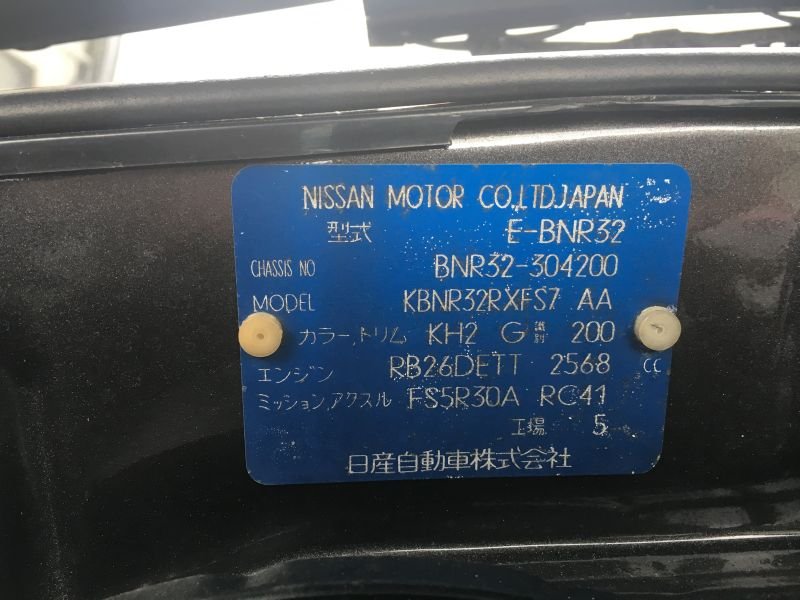 NISSAN MOTOR CO.,LTD.JAPAN
型式 E-BNR32
CHASSIS NO BNR32-304200
MODEL KBNR32RXFS7 AA
カラー,トリム KH2 G 識別 200
エンジン RB26DETT 2568 CC
ミッション,アクスル FS5R30A RC41
工場 5
日産自動車株式会社